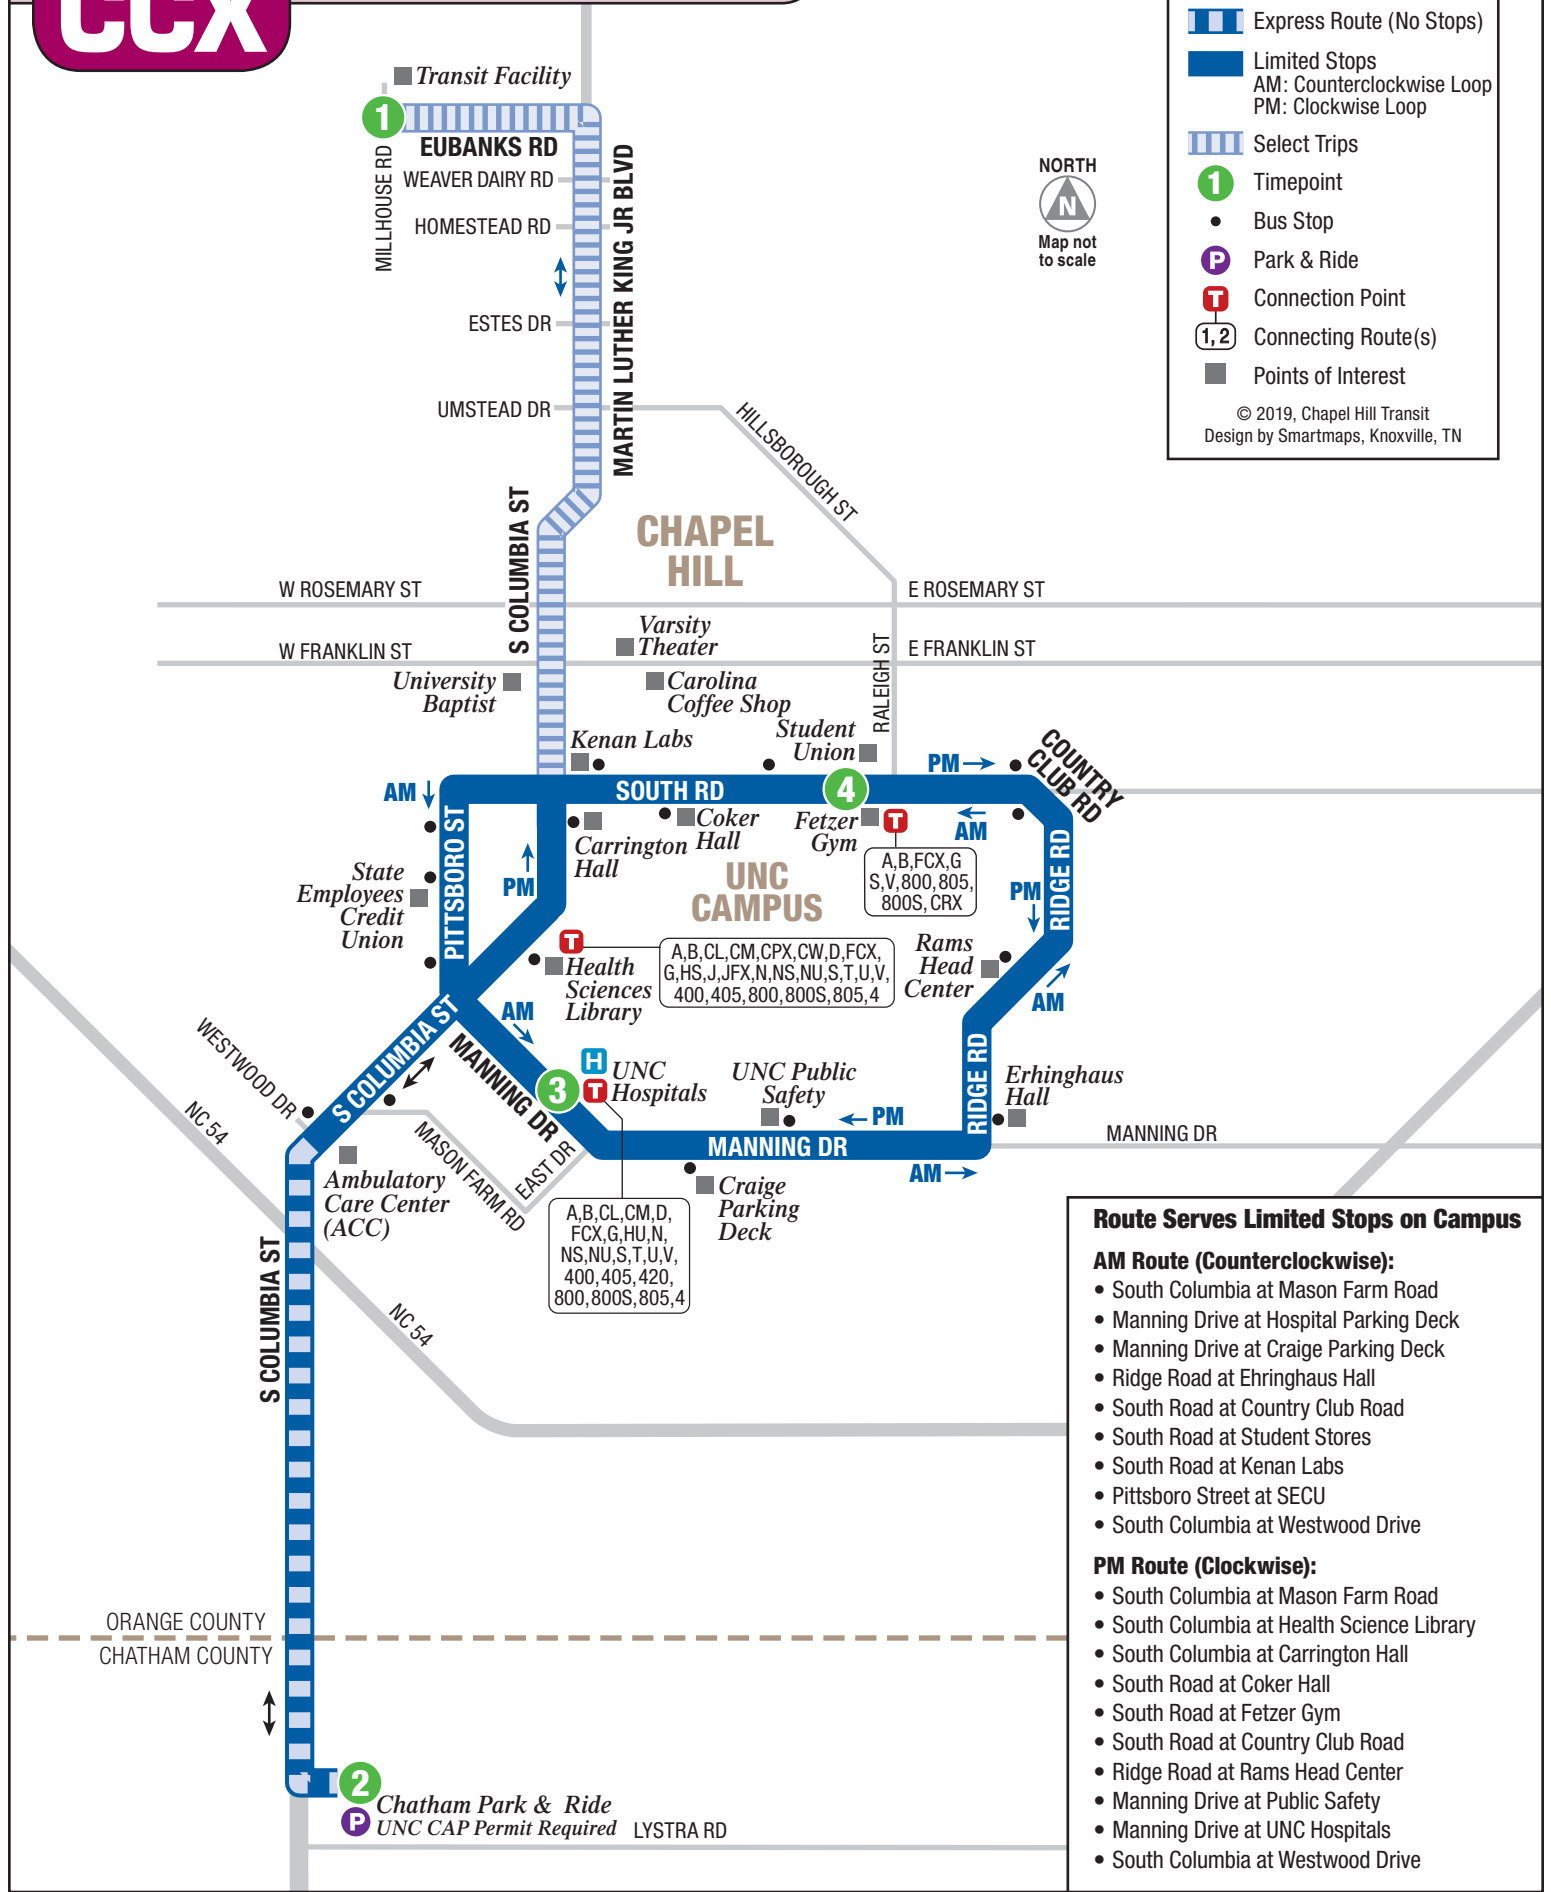 CCX
Express Route (No Stops)
Limited Stops
AM: Counterclockwise Loop
PM: Clockwise Loop
Select Trips
1
Timepoint
Bus Stop
P
Park & Ride
T
Connection Point
1, 2
Connecting Route(s)
Points of Interest
© 2019, Chapel Hill Transit
Design by Smartmaps, Knoxville, TN
NORTH
N
Map not
to scale
Transit Facility
1
EUBANKS RD
MILLHOUSE RD
WEAVER DAIRY RD
HOMESTEAD RD
MARTIN LUTHER KING JR BLVD
ESTES DR
UMSTEAD DR
HILLSBOROUGH ST
S COLUMBIA ST
CHAPEL
HILL
W ROSEMARY ST
E ROSEMARY ST
Varsity
Theater
W FRANKLIN ST
E FRANKLIN ST
RALEIGH ST
University
Baptist
Carolina
Coffee Shop
Student
Union
Kenan Labs
PM
COUNTRY
CLUB RD
AM
SOUTH RD
4
PITTSBORO ST
Carrington
Hall
Coker
Hall
Fetzer
Gym
T
AM
A,B,FCX,G
S,V,800,805,
800S, CRX
RIDGE RD
State
Employees
Credit
Union
PM
UNC
CAMPUS
PM
T
Health
Sciences
Library
A,B,CL,CM,CPX,CW,D,FCX,
G,HS,J,JFX,N,NS,NU,S,T,U,V,
400,405,800,800S,805,4
Rams
Head
Center
AM
AM
S COLUMBIA ST
WESTWOOD DR
MANNING DR
3
H
UNC
T
Hospitals
UNC Public
Safety
PM
RIDGE RD
Erhinghaus
Hall
MANNING DR
MANNING DR
AM
NC 54
MASON FARM RD
EAST DR
Ambulatory
Care Center
(ACC)
Craige
Parking
Deck
A,B,CL,CM,D,
FCX,G,HU,N,
NS,NU,S,T,U,V,
400,405,420,
800,800S,805,4
S COLUMBIA ST
NC 54
ORANGE COUNTY
CHATHAM COUNTY
2
P
Chatham Park & Ride
UNC CAP Permit Required
LYSTRA RD
Route Serves Limited Stops on Campus
AM Route (Counterclockwise):
• South Columbia at Mason Farm Road
• Manning Drive at Hospital Parking Deck
• Manning Drive at Craige Parking Deck
• Ridge Road at Ehringhaus Hall
• South Road at Country Club Road
• South Road at Student Stores
• South Road at Kenan Labs
• Pittsboro Street at SECU
• South Columbia at Westwood Drive
PM Route (Clockwise):
• South Columbia at Mason Farm Road
• South Columbia at Health Science Library
• South Columbia at Carrington Hall
• South Road at Coker Hall
• South Road at Fetzer Gym
• South Road at Country Club Road
• Ridge Road at Rams Head Center
• Manning Drive at Public Safety
• Manning Drive at UNC Hospitals
• South Columbia at Westwood Drive